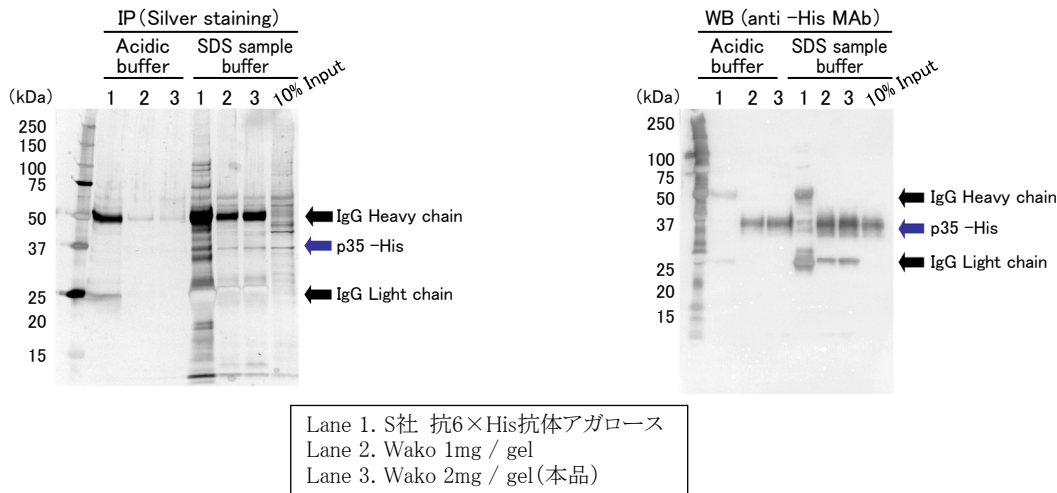 IP (Silver staining)
Acidic buffer
SDS sample buffer
10% Input
(kDa)
1 2 3 1 2 3
250
150
100
75
50
37
25
20
15
IgG Heavy chain
p35 -His
IgG Light chain
WB (anti -His MAb)
Acidic buffer
SDS sample buffer
10% Input
(kDa)
1 2 3 1 2 3
250
100
75
50
37
25
20
15
IgG Heavy chain
p35 -His
IgG Light chain
Lane 1. S社 抗6×His抗体アガロース
Lane 2. Wako 1mg / gel
Lane 3. Wako 2mg / gel(本品)